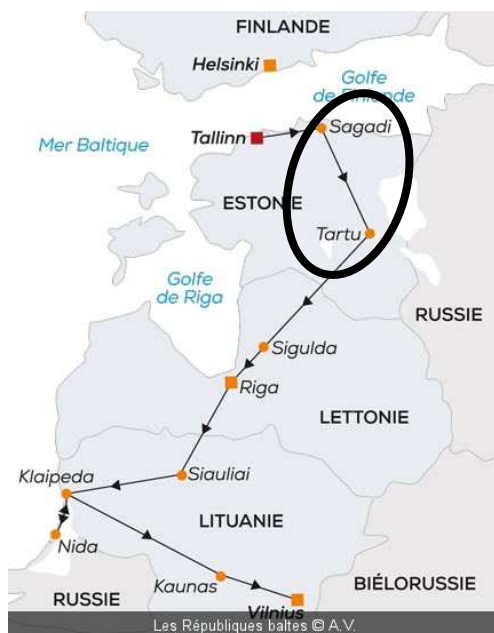 FINLANDE
Helsinki
Golfe
de Finlande
Sagadi
Tallinn
Mer Baltique
ESTONIE
Tartu
Golfe
de Riga
RUSSIE
Sigulda
Riga
LETTONIE
Klaipeda
Siauliai
LITUANIE
Nida
Kaunas
BIÉLORUSSIE
RUSSIE
Vilnius
Les Républiques baltes © A.V.